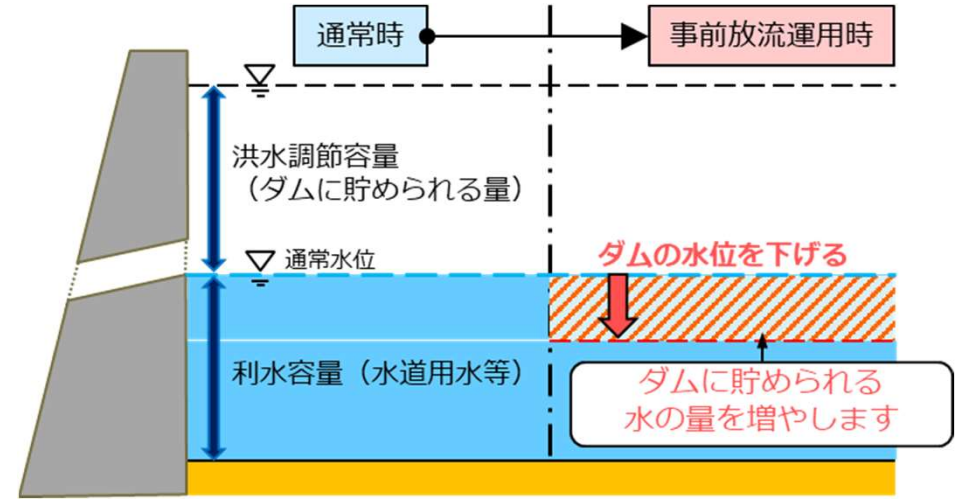 通常時
事前放流運用時
洪水調節容量
（ダムに貯められる量）
通常水位
ダムの水位を下げる
利水容量（水道用水等）
ダムに貯められる
水の量を増やします